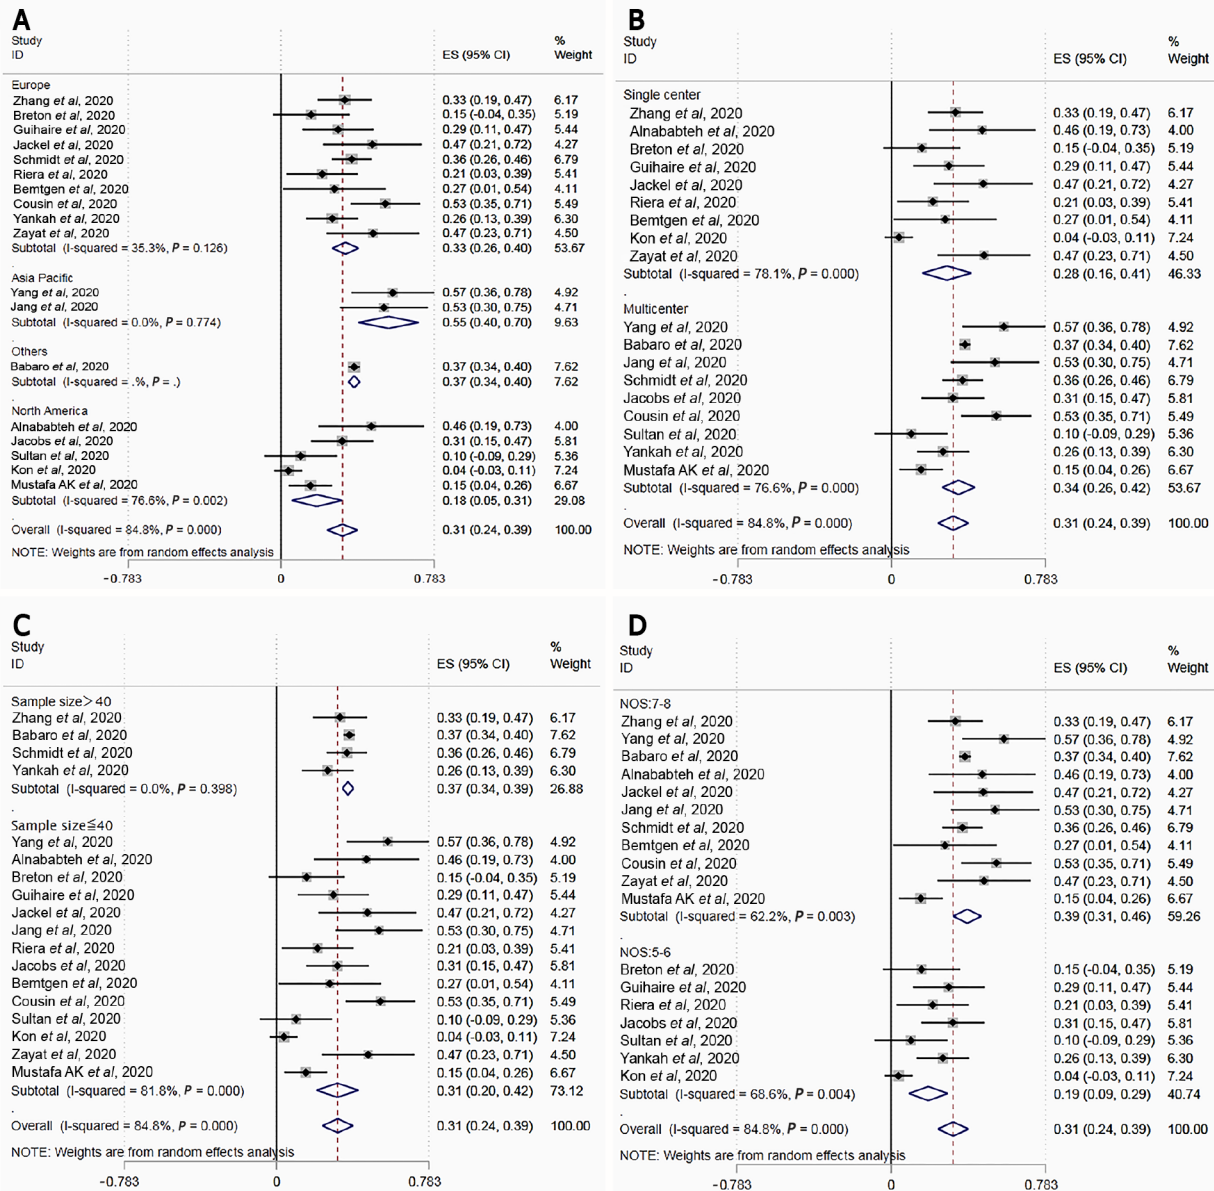 A
Study
ID ES (95% CI) % Weight
Europe
Zhang et al, 2020 0.33 (0.19, 0.47) 6.17
Breton et al, 2020 0.15 (-0.04, 0.35) 5.19
Guihaire et al, 2020 0.29 (0.11, 0.47) 5.44
Jackel et al, 2020 0.47 (0.21, 0.72) 4.27
Schmidt et al, 2020 0.36 (0.26, 0.46) 6.79
Riera et al, 2020 0.21 (0.03, 0.39) 5.41
Bemtgen et al, 2020 0.27 (0.01, 0.54) 4.11
Cousin et al, 2020 0.53 (0.35, 0.71) 5.49
Yankah et al, 2020 0.26 (0.13, 0.39) 6.30
Zayat et al, 2020 0.47 (0.23, 0.71) 4.50
Subtotal (I-squared = 35.3%, P = 0.126) 0.33 (0.26, 0.40) 53.67
.
Asia Pacific
Yang et al, 2020 0.57 (0.36, 0.78) 4.92
Jang et al, 2020 0.53 (0.30, 0.75) 4.71
Subtotal (I-squared = 0.0%, P = 0.774) 0.55 (0.40, 0.70) 9.63
.
Others
Babaro et al, 2020 0.37 (0.34, 0.40) 7.62
Subtotal (I-squared = .%, P = .) 0.37 (0.34, 0.40) 7.62
.
North America
Alnababteh et al, 2020 0.46 (0.19, 0.73) 4.00
Jacobs et al, 2020 0.31 (0.15, 0.47) 5.81
Sultan et al, 2020 0.10 (-0.09, 0.29) 5.36
Kon et al, 2020 0.04 (-0.03, 0.11) 7.24
Mustafa AK et al, 2020 0.15 (0.04, 0.26) 6.67
Subtotal (I-squared = 76.6%, P = 0.002) 0.18 (0.05, 0.31) 29.08
.
Overall (I-squared = 84.8%, P = 0.000) 0.31 (0.24, 0.39) 100.00
NOTE: Weights are from random effects analysis
-0.783 0 0.783
B
Study
ID ES (95% CI) % Weight
Single center
Zhang et al, 2020 0.33 (0.19, 0.47) 6.17
Alnababteh et al, 2020 0.46 (0.19, 0.73) 4.00
Breton et al, 2020 0.15 (-0.04, 0.35) 5.19
Guihaire et al, 2020 0.29 (0.11, 0.47) 5.44
Jackel et al, 2020 0.47 (0.21, 0.72) 4.27
Riera et al, 2020 0.21 (0.03, 0.39) 5.41
Bemtgen et al, 2020 0.27 (0.01, 0.54) 4.11
Kon et al, 2020 0.04 (-0.03, 0.11) 7.24
Zayat et al, 2020 0.47 (0.23, 0.71) 4.50
Subtotal (I-squared = 78.1%, P = 0.000) 0.28 (0.16, 0.41) 46.33
.
Multicenter
Yang et al, 2020 0.57 (0.36, 0.78) 4.92
Babaro et al, 2020 0.37 (0.34, 0.40) 7.62
Jang et al, 2020 0.53 (0.30, 0.75) 4.71
Schmidt et al, 2020 0.36 (0.26, 0.46) 6.79
Jacobs et al, 2020 0.31 (0.15, 0.47) 5.81
Cousin et al, 2020 0.53 (0.35, 0.71) 5.49
Sultan et al, 2020 0.10 (-0.09, 0.29) 5.36
Yankah et al, 2020 0.26 (0.13, 0.39) 6.30
Mustafa AK et al, 2020 0.15 (0.04, 0.26) 6.67
Subtotal (I-squared = 76.6%, P = 0.000) 0.34 (0.26, 0.42) 53.67
.
Overall (I-squared = 84.8%, P = 0.000) 0.31 (0.24, 0.39) 100.00
NOTE: Weights are from random effects analysis
-0.783 0 0.783
C
Study
ID ES (95% CI) % Weight
Sample size＞40
Zhang et al, 2020 0.33 (0.19, 0.47) 6.17
Babaro et al, 2020 0.37 (0.34, 0.40) 7.62
Schmidt et al, 2020 0.36 (0.26, 0.46) 6.79
Yankah et al, 2020 0.26 (0.13, 0.39) 6.30
Subtotal (I-squared = 0.0%, P = 0.398) 0.37 (0.34, 0.39) 26.88
.
Sample size≦40
Yang et al, 2020 0.57 (0.36, 0.78) 4.92
Alnababteh et al, 2020 0.46 (0.19, 0.73) 4.00
Breton et al, 2020 0.15 (-0.04, 0.35) 5.19
Guihaire et al, 2020 0.29 (0.11, 0.47) 5.44
Jackel et al, 2020 0.47 (0.21, 0.72) 4.27
Jang et al, 2020 0.53 (0.30, 0.75) 4.71
Riera et al, 2020 0.21 (0.03, 0.39) 5.41
Jacobs et al, 2020 0.31 (0.15, 0.47) 5.81
Bemtgen et al, 2020 0.27 (0.01, 0.54) 4.11
Cousin et al, 2020 0.53 (0.35, 0.71) 5.49
Sultan et al, 2020 0.10 (-0.09, 0.29) 5.36
Kon et al, 2020 0.04 (-0.03, 0.11) 7.24
Zayat et al, 2020 0.47 (0.23, 0.71) 4.50
Mustafa AK et al, 2020 0.15 (0.04, 0.26) 6.67
Subtotal (I-squared = 81.8%, P = 0.000) 0.31 (0.20, 0.42) 73.12
.
Overall (I-squared = 84.8%, P = 0.000) 0.31 (0.24, 0.39) 100.00
NOTE: Weights are from random effects analysis
-0.783 0 0.783
D
Study
ID ES (95% CI) % Weight
NOS:7-8
Zhang et al, 2020 0.33 (0.19, 0.47) 6.17
Yang et al, 2020 0.57 (0.36, 0.78) 4.92
Babaro et al, 2020 0.37 (0.34, 0.40) 7.62
Alnababteh et al, 2020 0.46 (0.19, 0.73) 4.00
Jackel et al, 2020 0.47 (0.21, 0.72) 4.27
Jang et al, 2020 0.53 (0.30, 0.75) 4.71
Schmidt et al, 2020 0.36 (0.26, 0.46) 6.79
Bemtgen et al, 2020 0.27 (0.01, 0.54) 4.11
Cousin et al, 2020 0.53 (0.35, 0.71) 5.49
Zayat et al, 2020 0.47 (0.23, 0.71) 4.50
Mustafa AK et al, 2020 0.15 (0.04, 0.26) 6.67
Subtotal (I-squared = 62.2%, P = 0.003) 0.39 (0.31, 0.46) 59.26
.
NOS:5-6
Breton et al, 2020 0.15 (-0.04, 0.35) 5.19
Guihaire et al, 2020 0.29 (0.11, 0.47) 5.44
Riera et al, 2020 0.21 (0.03, 0.39) 5.41
Jacobs et al, 2020 0.31 (0.15, 0.47) 5.81
Sultan et al, 2020 0.10 (-0.09, 0.29) 5.36
Yankah et al, 2020 0.26 (0.13, 0.39) 6.30
Kon et al, 2020 0.04 (-0.03, 0.11) 7.24
Subtotal (I-squared = 68.6%, P = 0.004) 0.19 (0.09, 0.29) 40.74
.
Overall (I-squared = 84.8%, P = 0.000) 0.31 (0.24, 0.39) 100.00
NOTE: Weights are from random effects analysis
-0.783 0 0.783